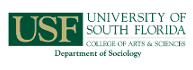 USF UNIVERSITY OF
SOUTH FLORIDA
COLLEGE OF ARTS & SCIENCES
Department of Sociology